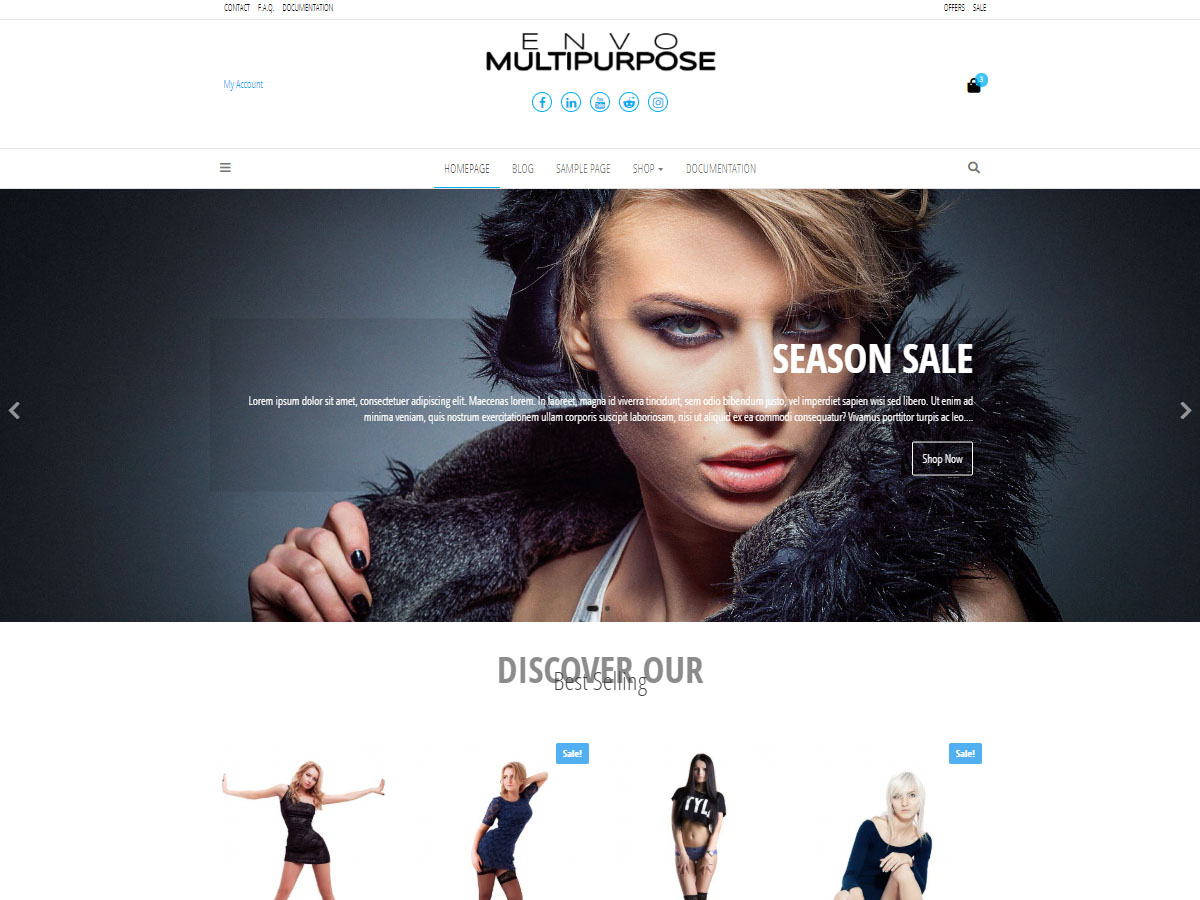 CONTACT F.A.Q. DOCUMENTATION OFFERS SALE
ENVO
MULTIPURPOSE
My Account
3
HOMEPAGE BLOG SAMPLE PAGE SHOP DOCUMENTATION
SEASON SALE
Lorem ipsum dolor sit amet, consectetuer adipiscing elit. Maecenas lorem. In laoreet, magna id viverra tincidunt, sem odio bibendum justo, vel imperdiet sapien wisi sed libero. Ut enim ad
minima veniam, quis nostrum exercitationem ullam corporis suscipit laboriosam, nisi ut aliquid ex ea commodi consequatur? Vivamus porttitor turpis ac leo....
Shop Now
DISCOVER OUR
Best Selling
Sale! Sale!
TYL